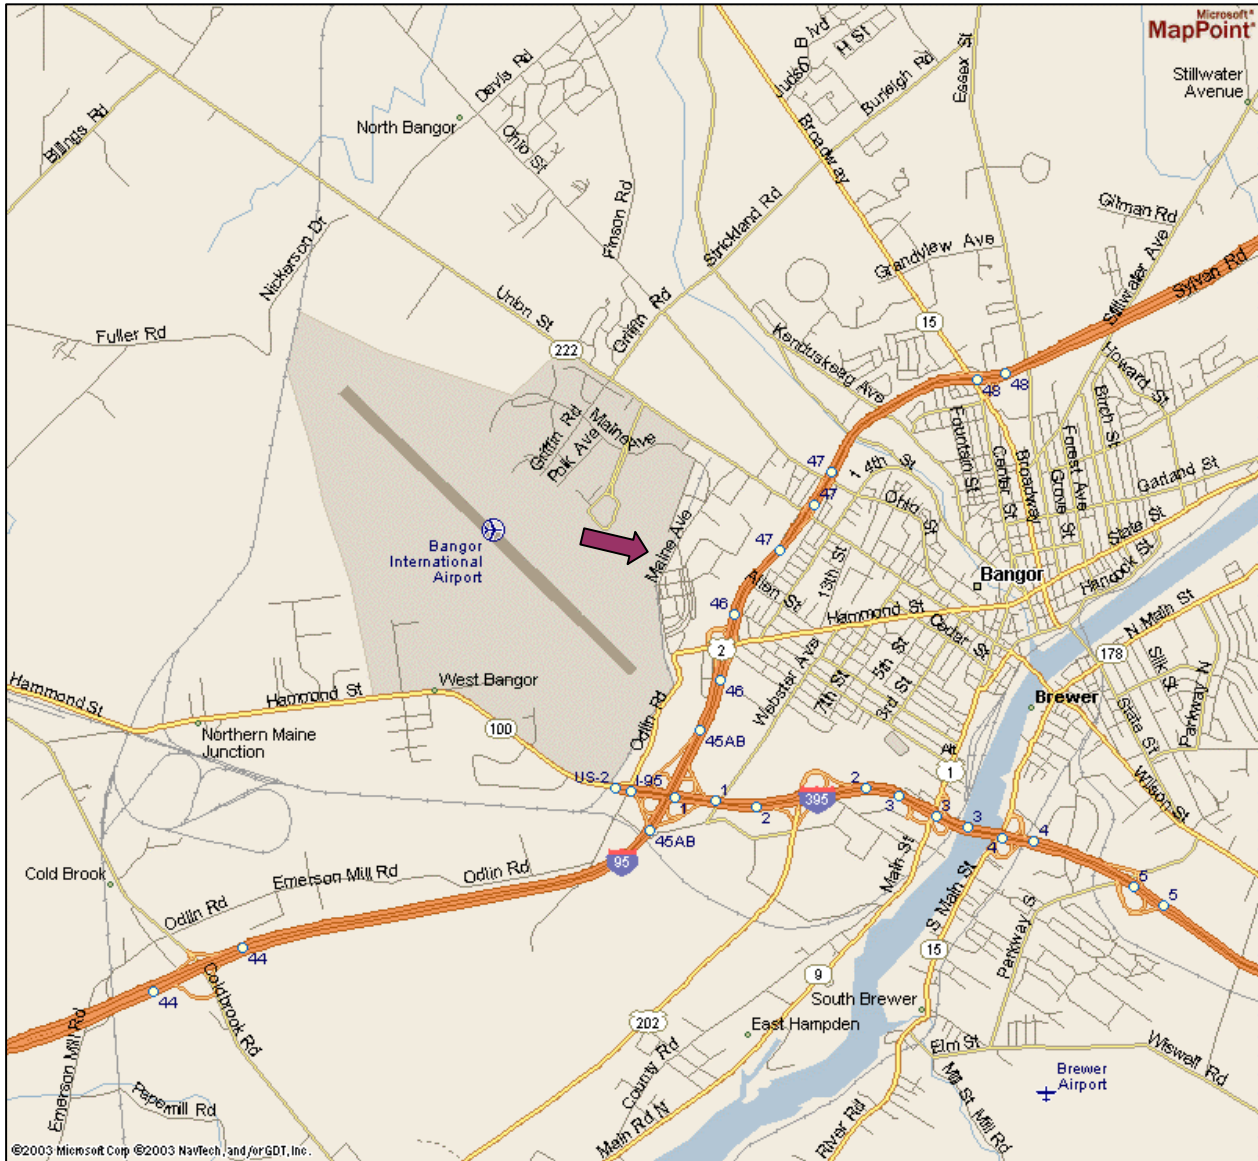 Microsoft®
MapPoint®
Stillwater
Avenue
Judson Blvd
H St
Burleigh Rd
Essex St
Davis Rd
North Bangor
Ohio St
Billings Rd
Broadway
Gilman Rd
Finson Rd
Strickland Rd
Grandview Ave
Stillwater Ave
Sylvan Rd
Nickerson Dr
Union St
Griffin Rd
15
Fuller Rd
222
Kenduskeag Ave
Howard St
48
48
Birch St
Maine Ave
Griffin Rd
Polk Ave
Fountain St
Center St
Broadway
Forest Ave
Grove St
47
1 4th St
Garland St
47
Ohio St
State St
Bangor
International
Airport
Maine Ave
47
13th St
Allen St
Bangor
Hancock St
46
Hammond St
Cedar St
N Main St
2
178
Silk St
Parkway N
Webster Ave
5th St
7th St
3rd St
46
West Bangor
Hammond St
Hammond St
Brewer
State St
Northern Maine
Junction
100
Odlin Rd
45AB
Alt
1
Wilson St
US-2
I-95
1
1
2
395
2
3
3
3
4
4
45AB
95
Main St
S Main St
Cold Brook
Emerson Mill Rd
Odlin Rd
Odlin Rd
5
5
Parkway S
15
44
44
Coldbrook Rd
9
South Brewer
202
East Hampden
Elm St
Wiswell Rd
Emerson Mill Rd
Papermill Rd
County Rd
Main Rd N
River Rd
Mill St
Mill Rd
Brewer
Airport
©2003 Microsoft Corp ©2003 NavTech, and/or GDT, Inc.